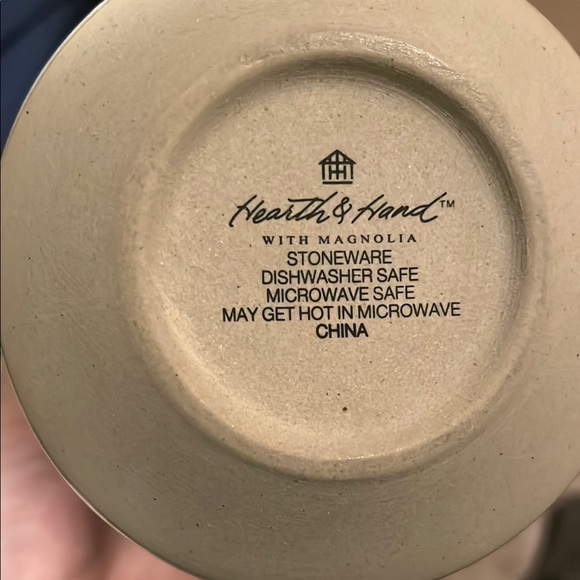 Hearth & Hand™
WITH MAGNOLIA
STONEWARE
DISHWASHER SAFE
MICROWAVE SAFE
MAY GET HOT IN MICROWAVE
CHINA